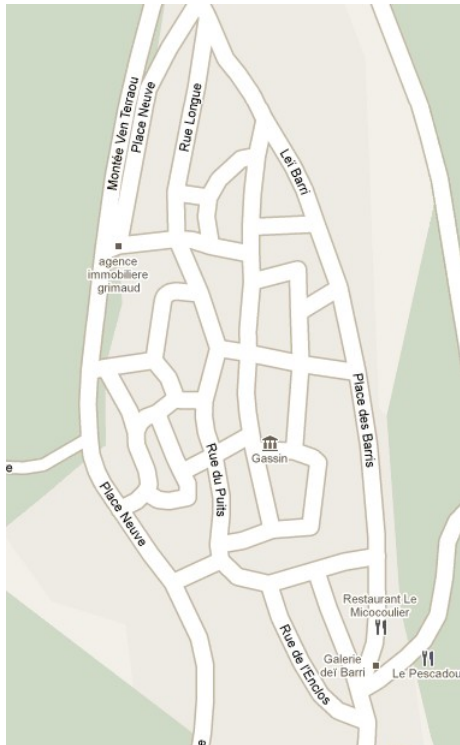 Montée Ven Terraou
Place Neuve
Rue Longue
Leï Barri
agence
immobiliere
grimaud
Place des Barris
Gassin
Rue du Puits
e
Place Neuve
Restaurant Le
Micocoulier
Galerie
deï Barri
Le Pescadou
Rue de l'Enclos
e